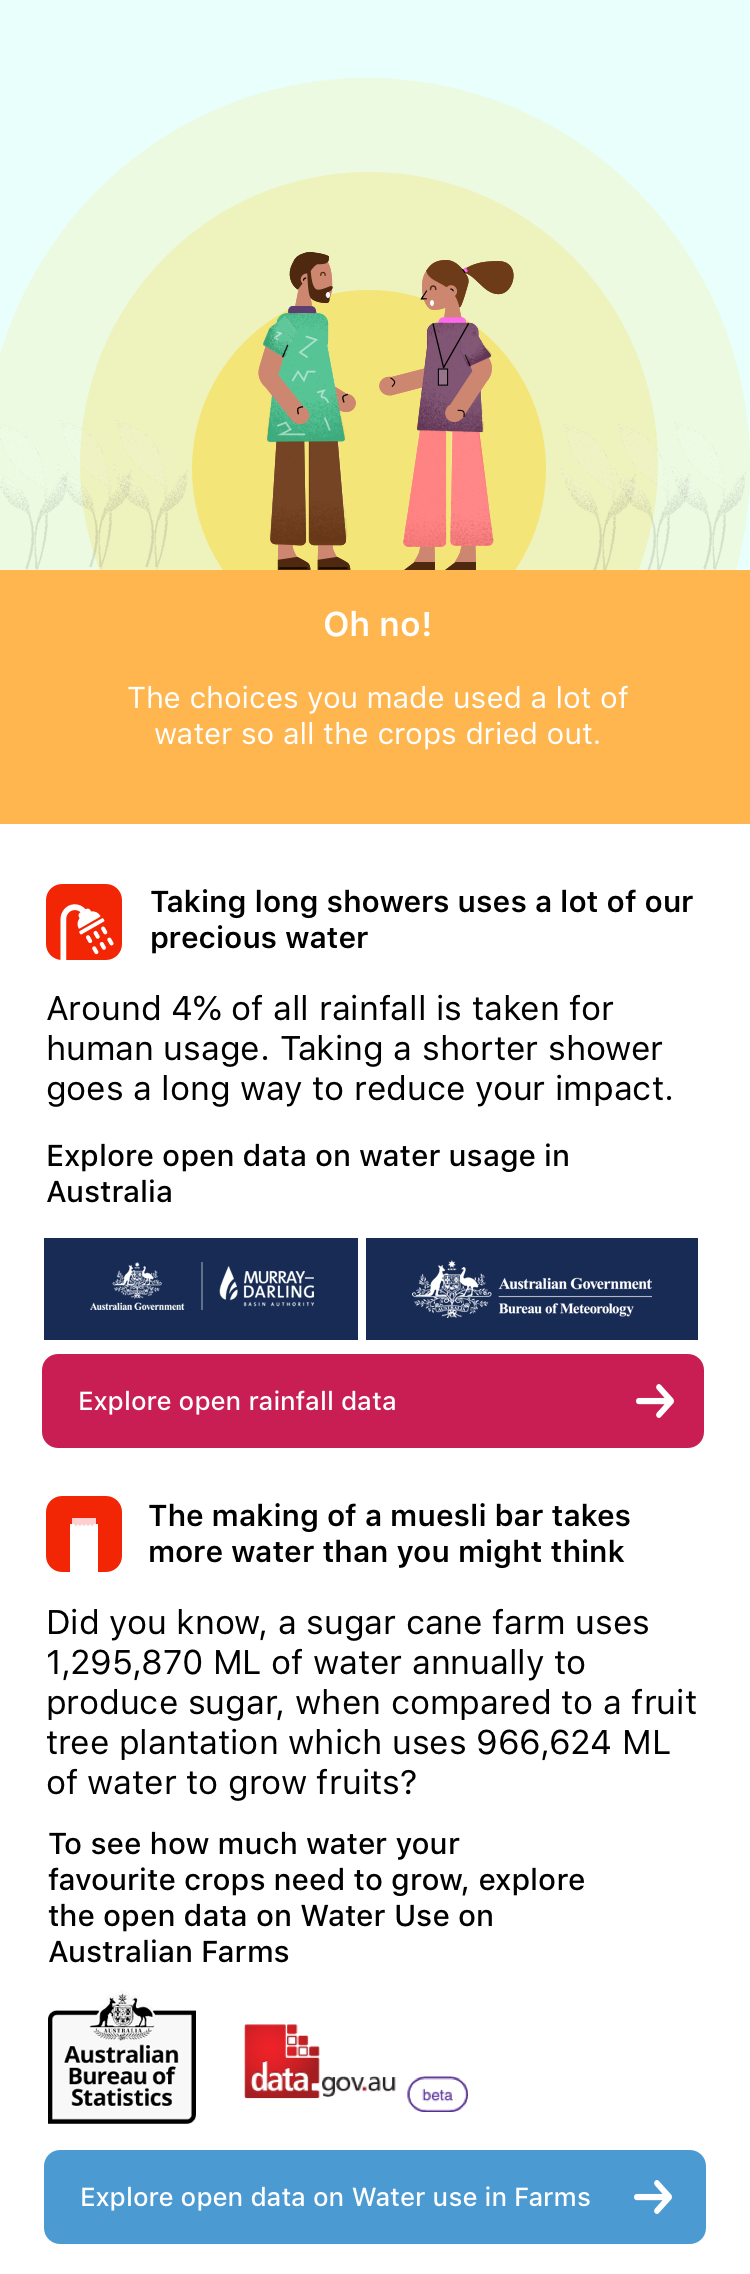 Oh no!
The choices you made used a lot of
water so all the crops dried out.
Taking long showers uses a lot of our
precious water
Around 4% of all rainfall is taken for
human usage. Taking a shorter shower
goes a long way to reduce your impact.
Explore open data on water usage in
Australia
Australian Government
MURRAY–
DARLING
BASIN AUTHORITY
Australian Government
Bureau of Meteorology
Explore open rainfall data
The making of a muesli bar takes
more water than you might think
Did you know, a sugar cane farm uses
1,295,870 ML of water annually to
produce sugar, when compared to a fruit
tree plantation which uses 966,624 ML
of water to grow fruits?
To see how much water your
favourite crops need to grow, explore
the open data on Water Use on
Australian Farms
AUSTRALIA
Australian
Bureau of
Statistics
data.gov.au
beta
Explore open data on Water use in Farms